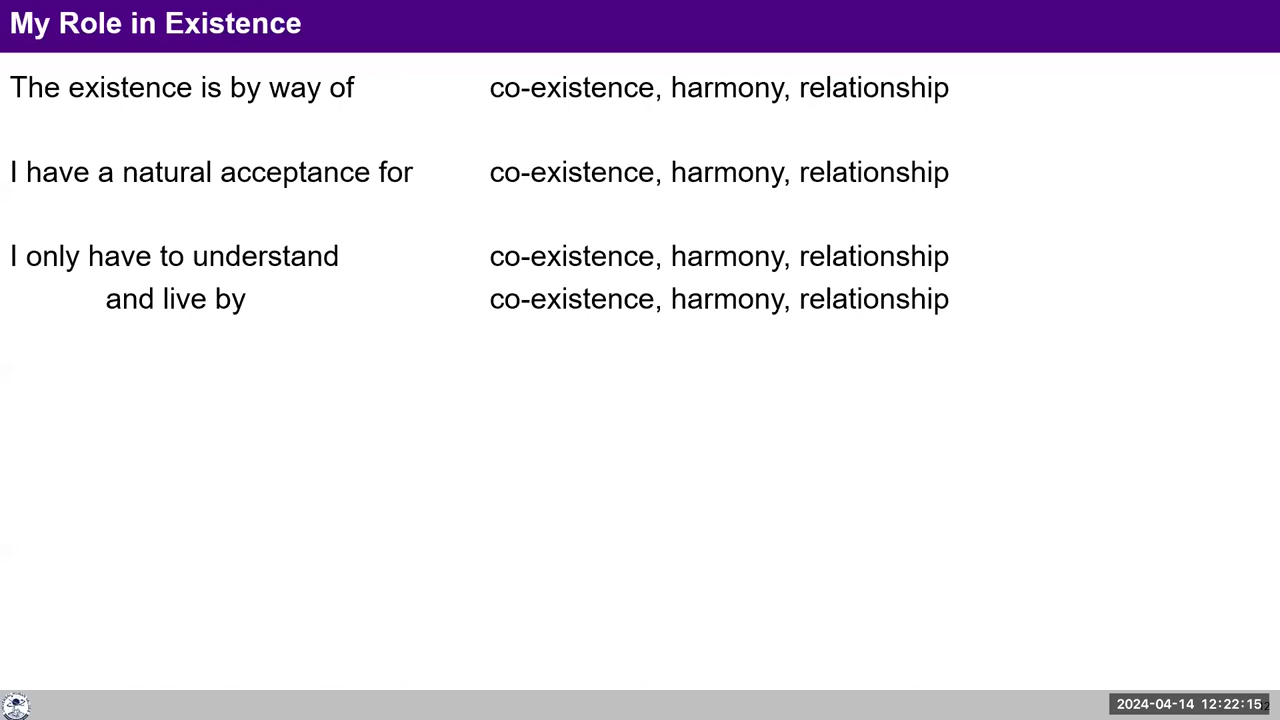 My Role in Existence
The existence is by way of co-existence, harmony, relationship
I have a natural acceptance for co-existence, harmony, relationship
I only have to understand co-existence, harmony, relationship
and live by co-existence, harmony, relationship
2024-04-14 12:22:15